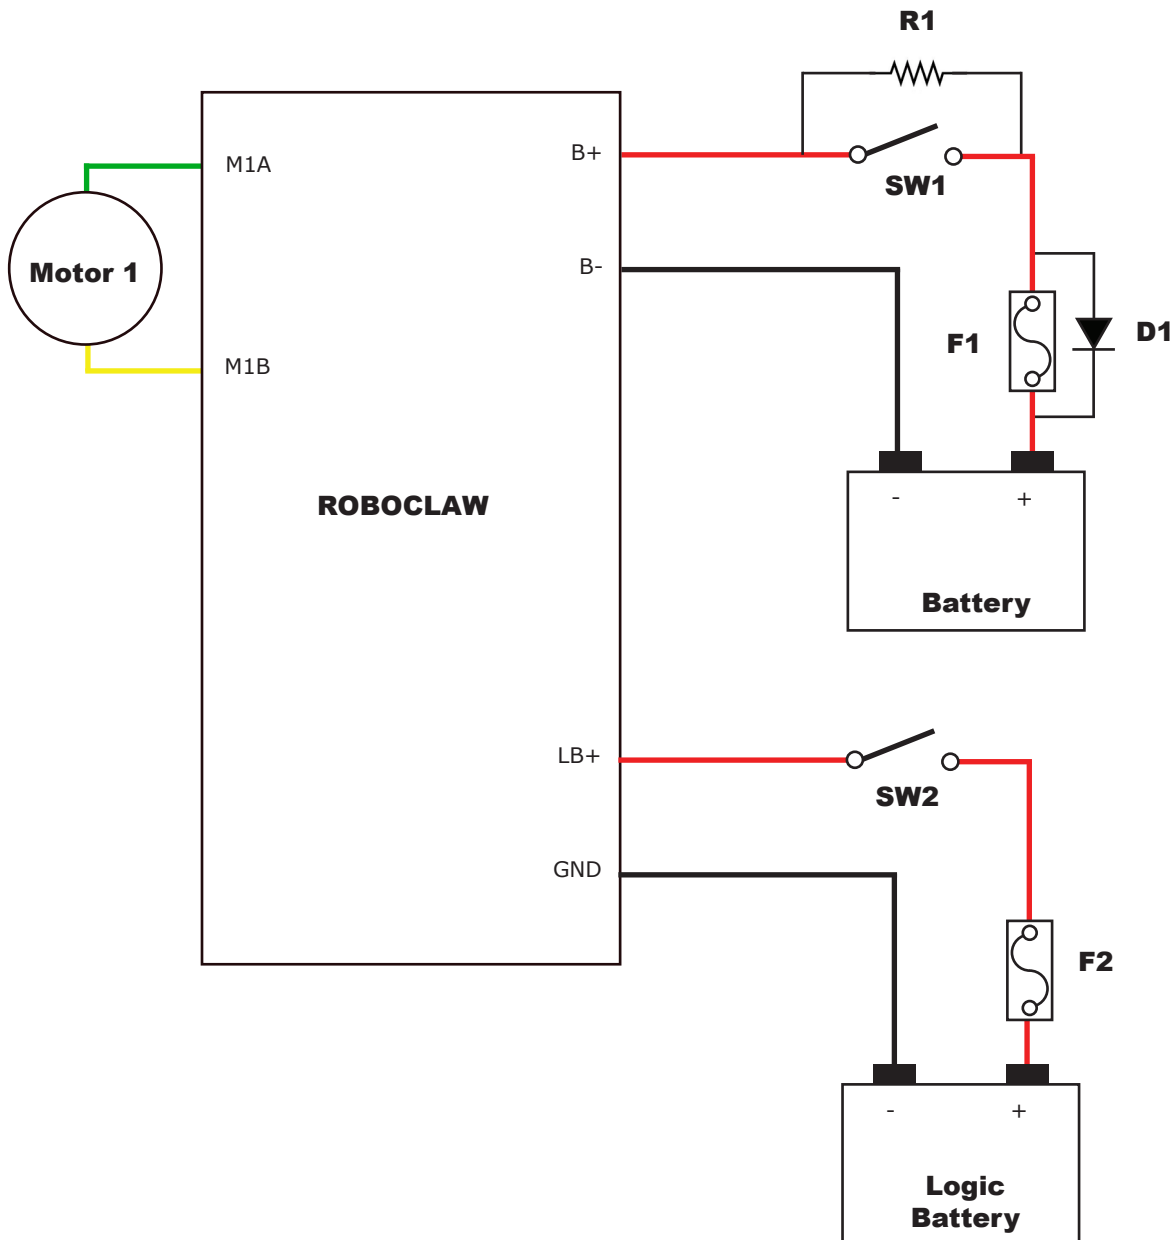 R1
M1A
B+
SW1
B-
Motor 1
F1
D1
M1B
ROBOCLAW
- +
Battery
LB+
SW2
GND
F2
- +
Logic
Battery